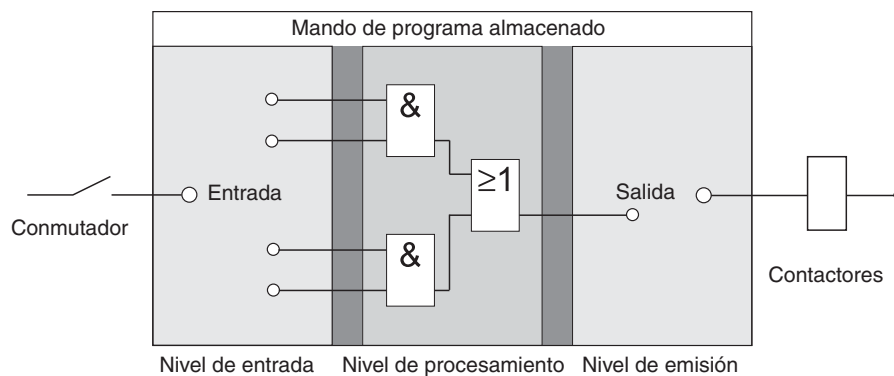 Mando de programa almacenado
&
≥1
Entrada
Salida
Conmutador
&
Contactores
Nivel de entrada
Nivel de procesamiento
Nivel de emisión